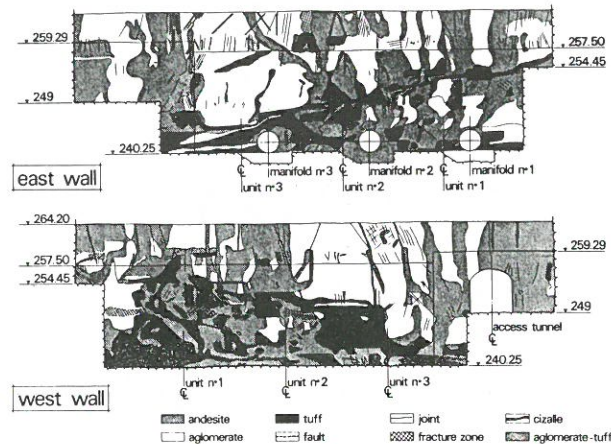 259.29
257.50
254.45
249
240.25
manifold nº3 manifold nº2 manifold nº1
east wall
unit nº3 unit nº2 unit nº1
264.20
257.50
259.29
254.45
249
access tunnel
240.25
unit nº1 unit nº2 unit nº3
west wall
andesite tuff joint cizalle
aglomerate fault fracture zone aglomerate-tuff